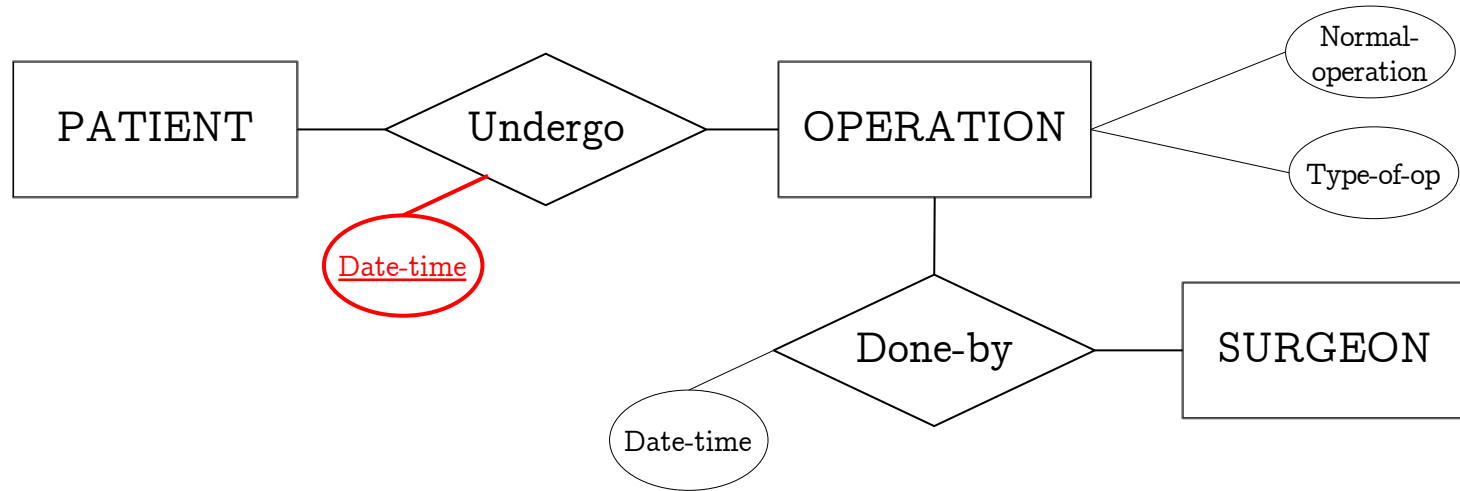 PATIENT
Undergo
OPERATION
Normal-
operation
Type-of-op
Date-time
Done-by
SURGEON
Date-time